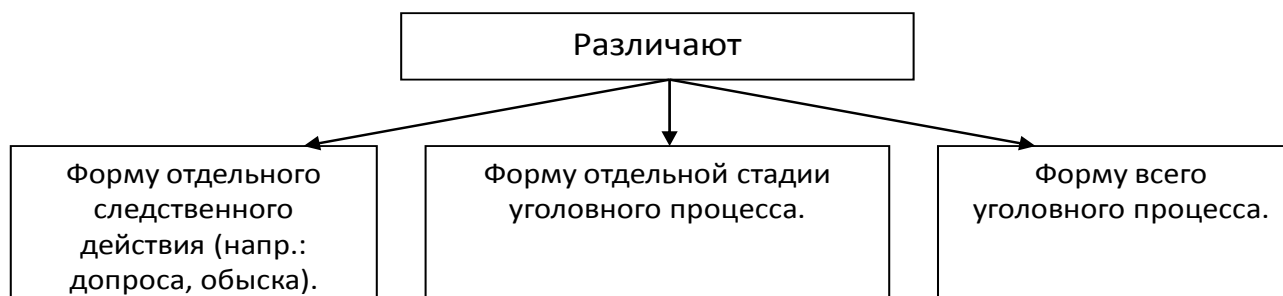 Различают
Форму отдельного
следственного
действия (напр.:
допроса, обыска).
Форму отдельной стадии
уголовного процесса.
Форму всего
уголовного процесса.